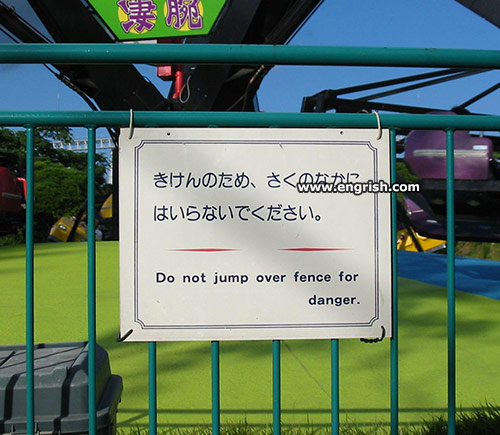 凄腕
きけんのため、さくのなかに
www.engrish.com
はいらないでください。
Do not jump over fence for
danger.